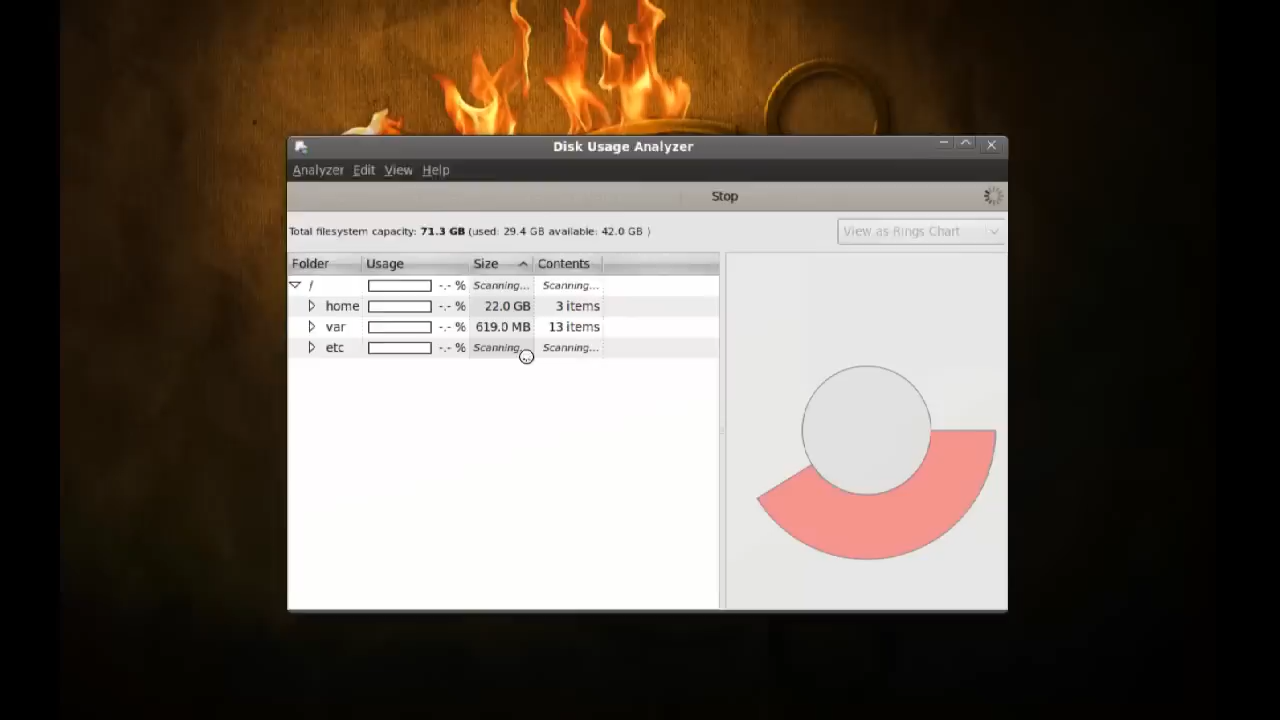 Disk Usage Analyzer
Analyzer Edit View Help
Stop
Total filesystem capacity: 71.3 GB (used: 29.4 GB available: 42.0 GB )
View as Rings Chart
Folder Usage Size Contents
/ -.- % Scanning... Scanning...
home -.- % 22.0 GB 3 items
var -.- % 619.0 MB 13 items
etc -.- % Scanning... Scanning...